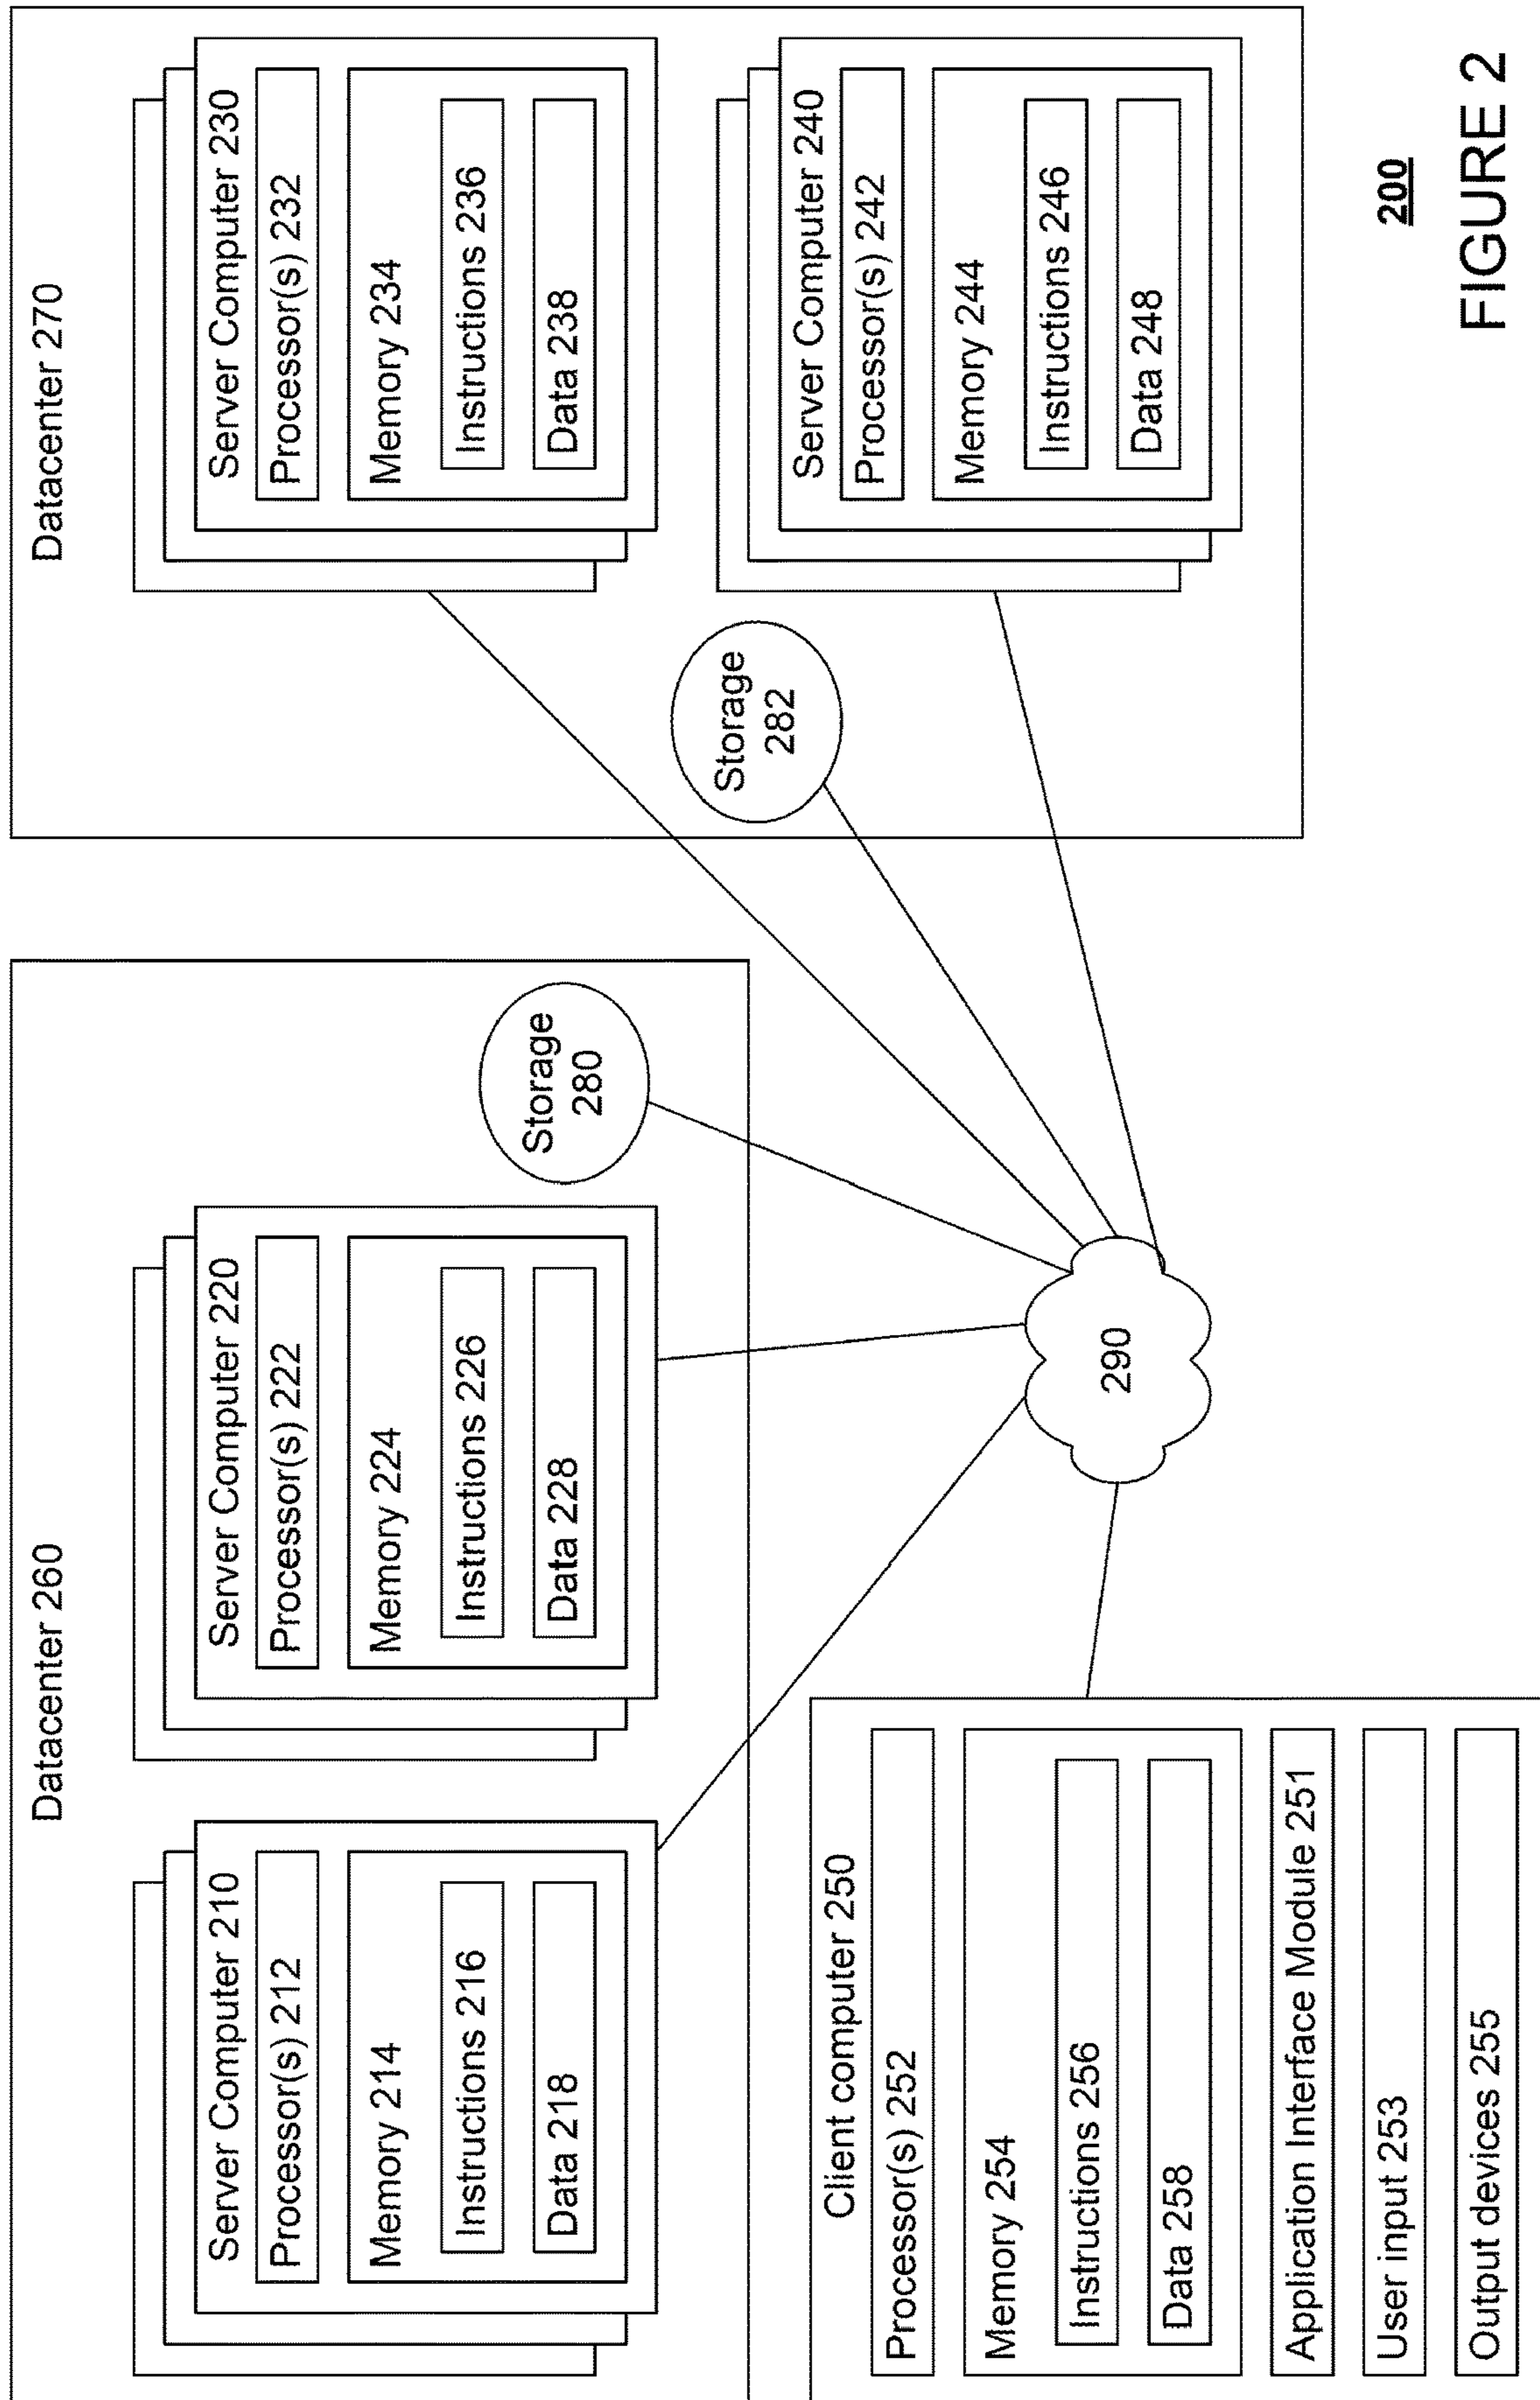 Datacenter 260
Server Computer 210
Processor(s) 212
Memory 214
Instructions 216
Data 218
Server Computer 220
Processor(s) 222
Memory 224
Instructions 226
Data 228
Storage
280
Datacenter 270
Server Computer 230
Processor(s) 232
Memory 234
Instructions 236
Data 238
Storage
282
Server Computer 240
Processor(s) 242
Memory 244
Instructions 246
Data 248
290
Client computer 250
Processor(s) 252
Memory 254
Instructions 256
Data 258
Application Interface Module 251
User input 253
Output devices 255
200
FIGURE 2